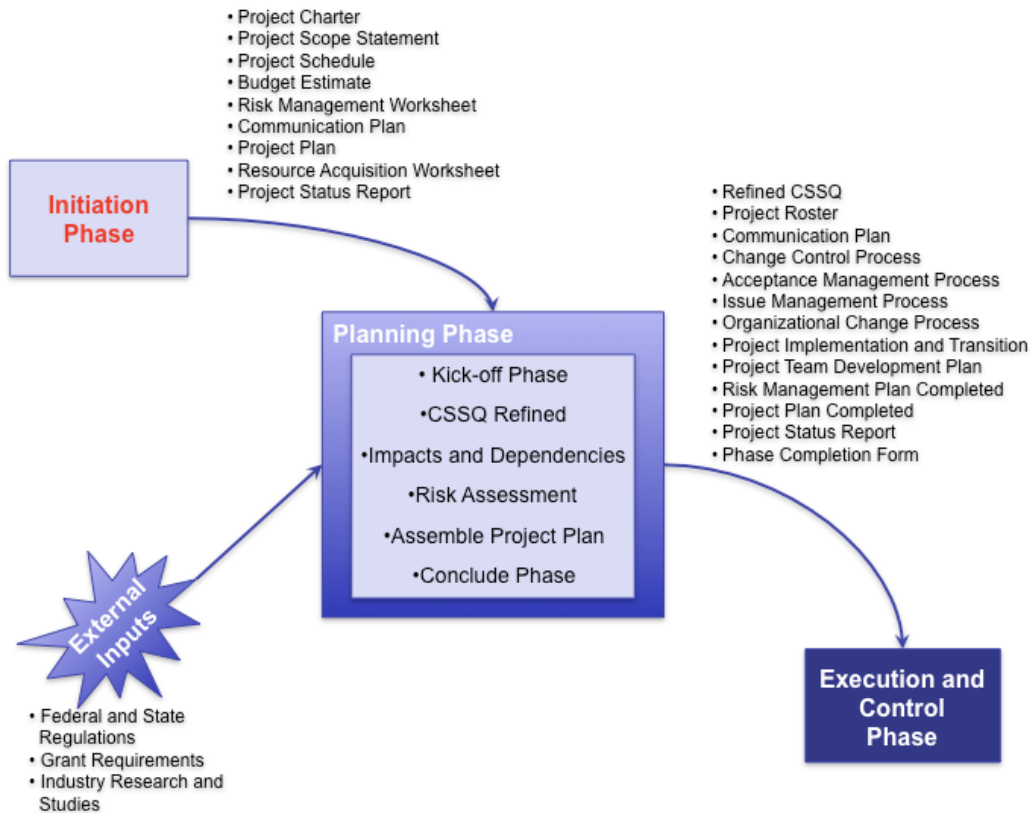 • Project Charter
• Project Scope Statement
• Project Schedule
• Budget Estimate
• Risk Management Worksheet
• Communication Plan
• Project Plan
• Resource Acquisition Worksheet
• Project Status Report
Initiation
Phase
• Refined CSSQ
• Project Roster
• Communication Plan
• Change Control Process
• Acceptance Management Process
• Issue Management Process
• Organizational Change Process
• Project Implementation and Transition
• Project Team Development Plan
• Risk Management Plan Completed
• Project Plan Completed
• Project Status Report
• Phase Completion Form
Planning Phase
• Kick-off Phase
•CSSQ Refined
•Impacts and Dependencies
•Risk Assessment
•Assemble Project Plan
•Conclude Phase
External
Inputs
• Federal and State
Regulations
• Grant Requirements
• Industry Research and
Studies
Execution and
Control
Phase